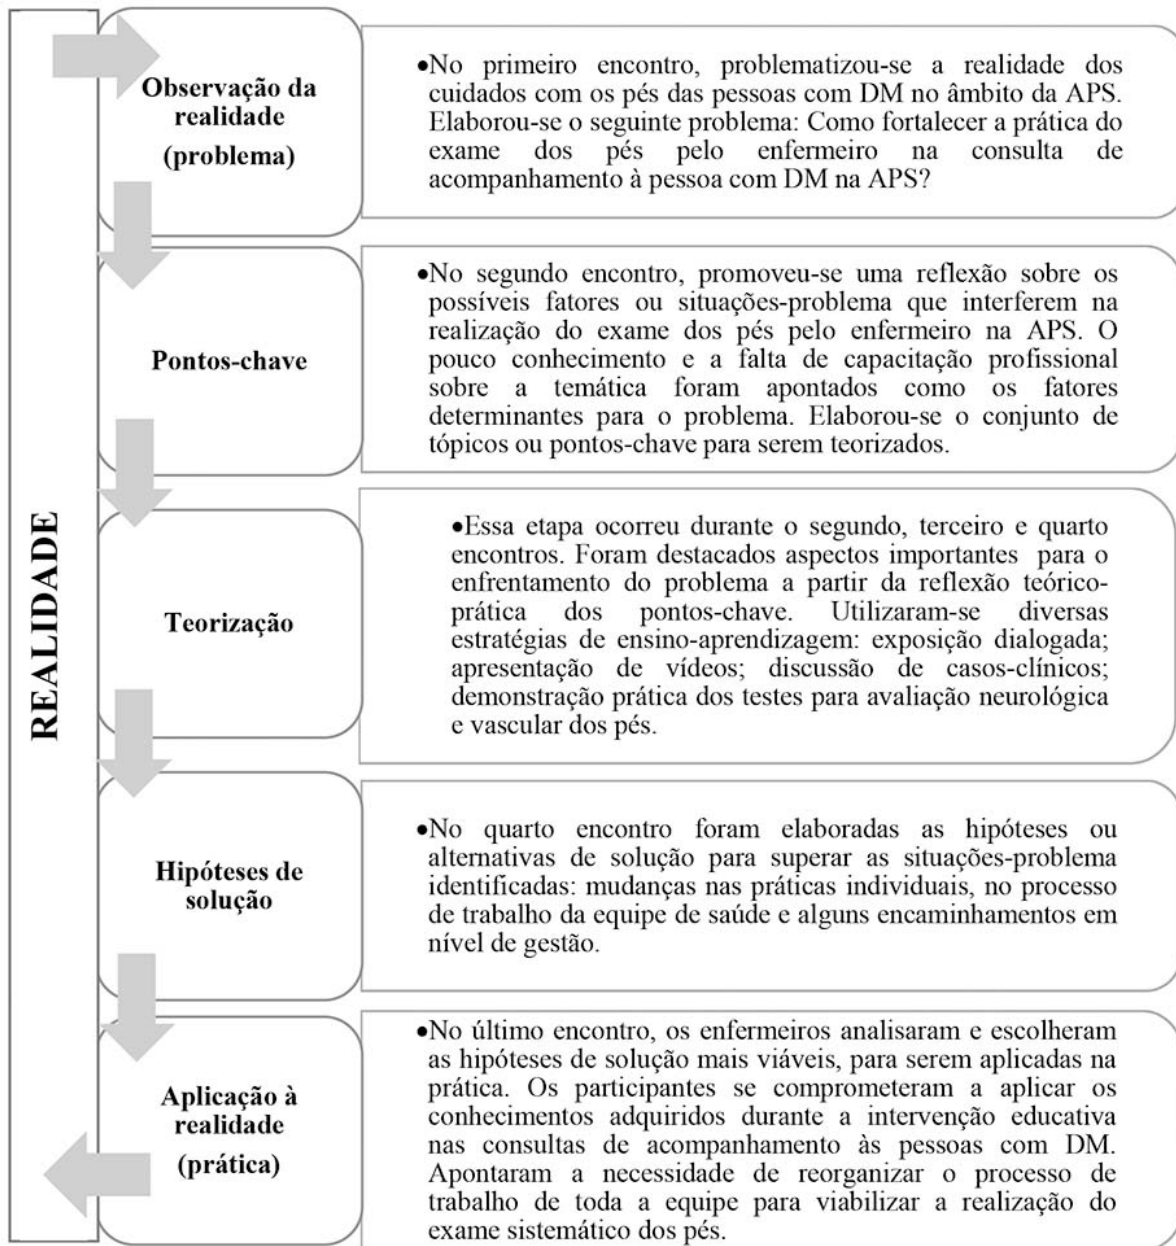 REALIDADE
Observação da
realidade
(problema)
•No primeiro encontro, problematizou-se a realidade dos
cuidados com os pés das pessoas com DM no âmbito da APS.
Elaborou-se o seguinte problema: Como fortalecer a prática do
exame dos pés pelo enfermeiro na consulta de
acompanhamento à pessoa com DM na APS?
Pontos-chave
•No segundo encontro, promoveu-se uma reflexão sobre os
possíveis fatores ou situações-problema que interferem na
realização do exame dos pés pelo enfermeiro na APS. O
pouco conhecimento e a falta de capacitação profissional
sobre a temática foram apontados como os fatores
determinantes para o problema. Elaborou-se o conjunto de
tópicos ou pontos-chave para serem teorizados.
Teorização
•Essa etapa ocorreu durante o segundo, terceiro e quarto
encontros. Foram destacados aspectos importantes para o
enfrentamento do problema a partir da reflexão teórico-
prática dos pontos-chave. Utilizaram-se diversas
estratégias de ensino-aprendizagem: exposição dialogada;
apresentação de vídeos; discussão de casos-clínicos;
demonstração prática dos testes para avaliação neurológica
e vascular dos pés.
Hipóteses de
solução
•No quarto encontro foram elaboradas as hipóteses ou
alternativas de solução para superar as situações-problema
identificadas: mudanças nas práticas individuais, no processo
de trabalho da equipe de saúde e alguns encaminhamentos em
nível de gestão.
Aplicação à
realidade
(prática)
•No último encontro, os enfermeiros analisaram e escolheram
as hipóteses de solução mais viáveis, para serem aplicadas na
prática. Os participantes se comprometeram a aplicar os
conhecimentos adquiridos durante a intervenção educativa
nas consultas de acompanhamento às pessoas com DM.
Apontaram a necessidade de reorganizar o processo de
trabalho de toda a equipe para viabilizar a realização do
exame sistemático dos pés.